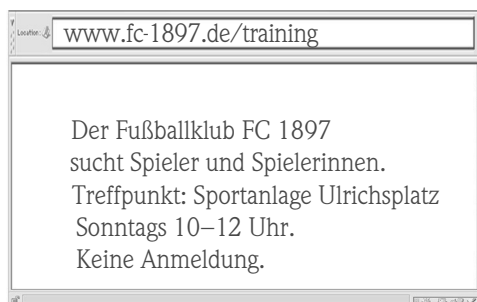 Location:
www.fc-1897.de/training
Der Fußballklub FC 1897
sucht Spieler und Spielerinnen.
Treffpunkt: Sportanlage Ulrichsplatz
Sonntags 10–12 Uhr.
Keine Anmeldung.